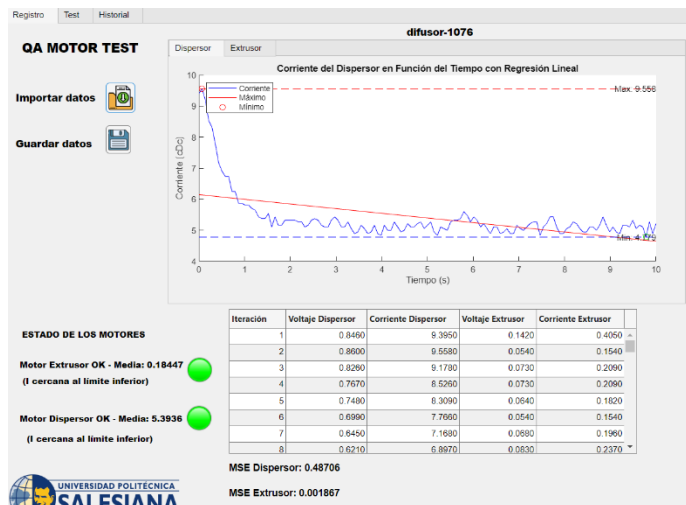 Registro Test Historial
difusor-1076
QA MOTOR TEST
Dispersor Extrusor
Importar datos
Guardar datos
Corriente del Dispersor en Función del Tiempo con Regresión Lineal
Corriente
Máximo
Mínimo
Max. 9.558
Corriente (cDc)
10
9
8
7
6
5
4
0 1 2 3 4 5 6 7 8 9 10
Tiempo (s)
ESTADO DE LOS MOTORES
Motor Extrusor OK - Media: 0.18447
(I cercana al límite inferior)
Motor Dispersor OK - Media: 5.3936
(I cercana al límite inferior)
Iteración Voltaje Dispersor Corriente Dispersor Voltaje Extrusor Corriente Extrusor
1 0.8460 9.3950 0.1420 0.4050
2 0.8600 9.5580 0.0540 0.1540
3 0.8260 9.1780 0.0730 0.2090
4 0.7670 8.5260 0.0730 0.2090
5 0.7480 8.3090 0.0640 0.1820
6 0.6990 7.7660 0.0540 0.1540
7 0.6450 7.1680 0.0690 0.1960
8 0.6210 6.8970 0.0830 0.2370
MSE Dispersor: 0.48706
MSE Extrusor: 0.001867
UNIVERSIDAD POLITÉCNICA
SALESIANA